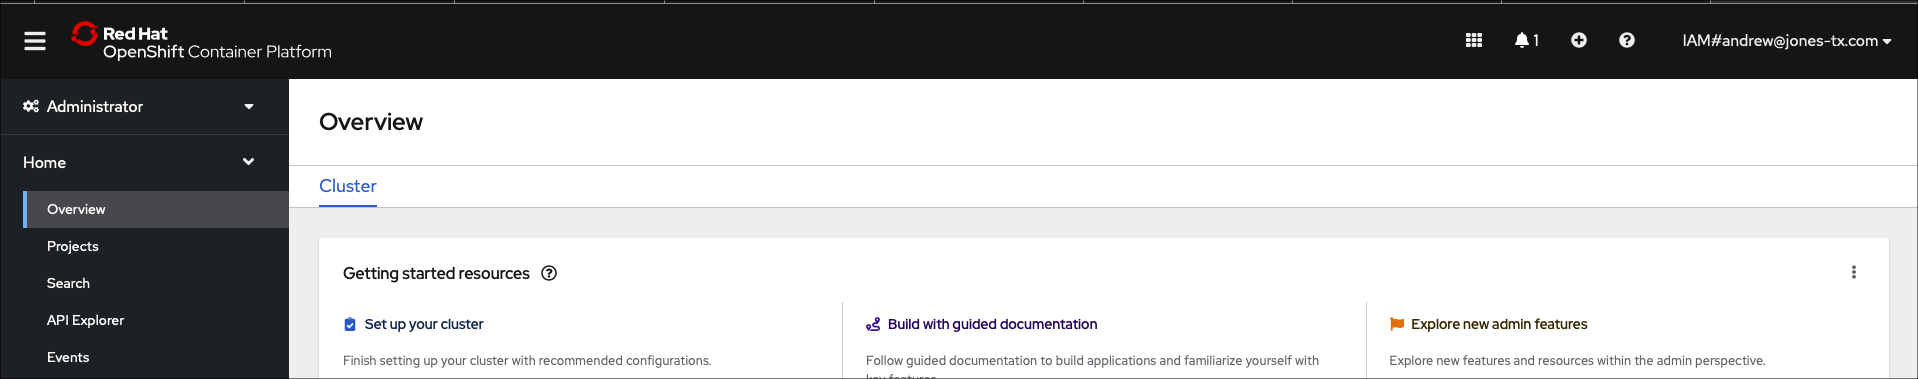 Red Hat
OpenShift Container Platform
1
IAM#andrew@jones-tx.com
Administrator
Home
Overview
Projects
Search
API Explorer
Events
Overview
Cluster
Getting started resources
Set up your cluster
Finish setting up your cluster with recommended configurations.
Build with guided documentation
Follow guided documentation to build applications and familiarize yourself with
key features
Explore new admin features
Explore new features and resources within the admin perspective.